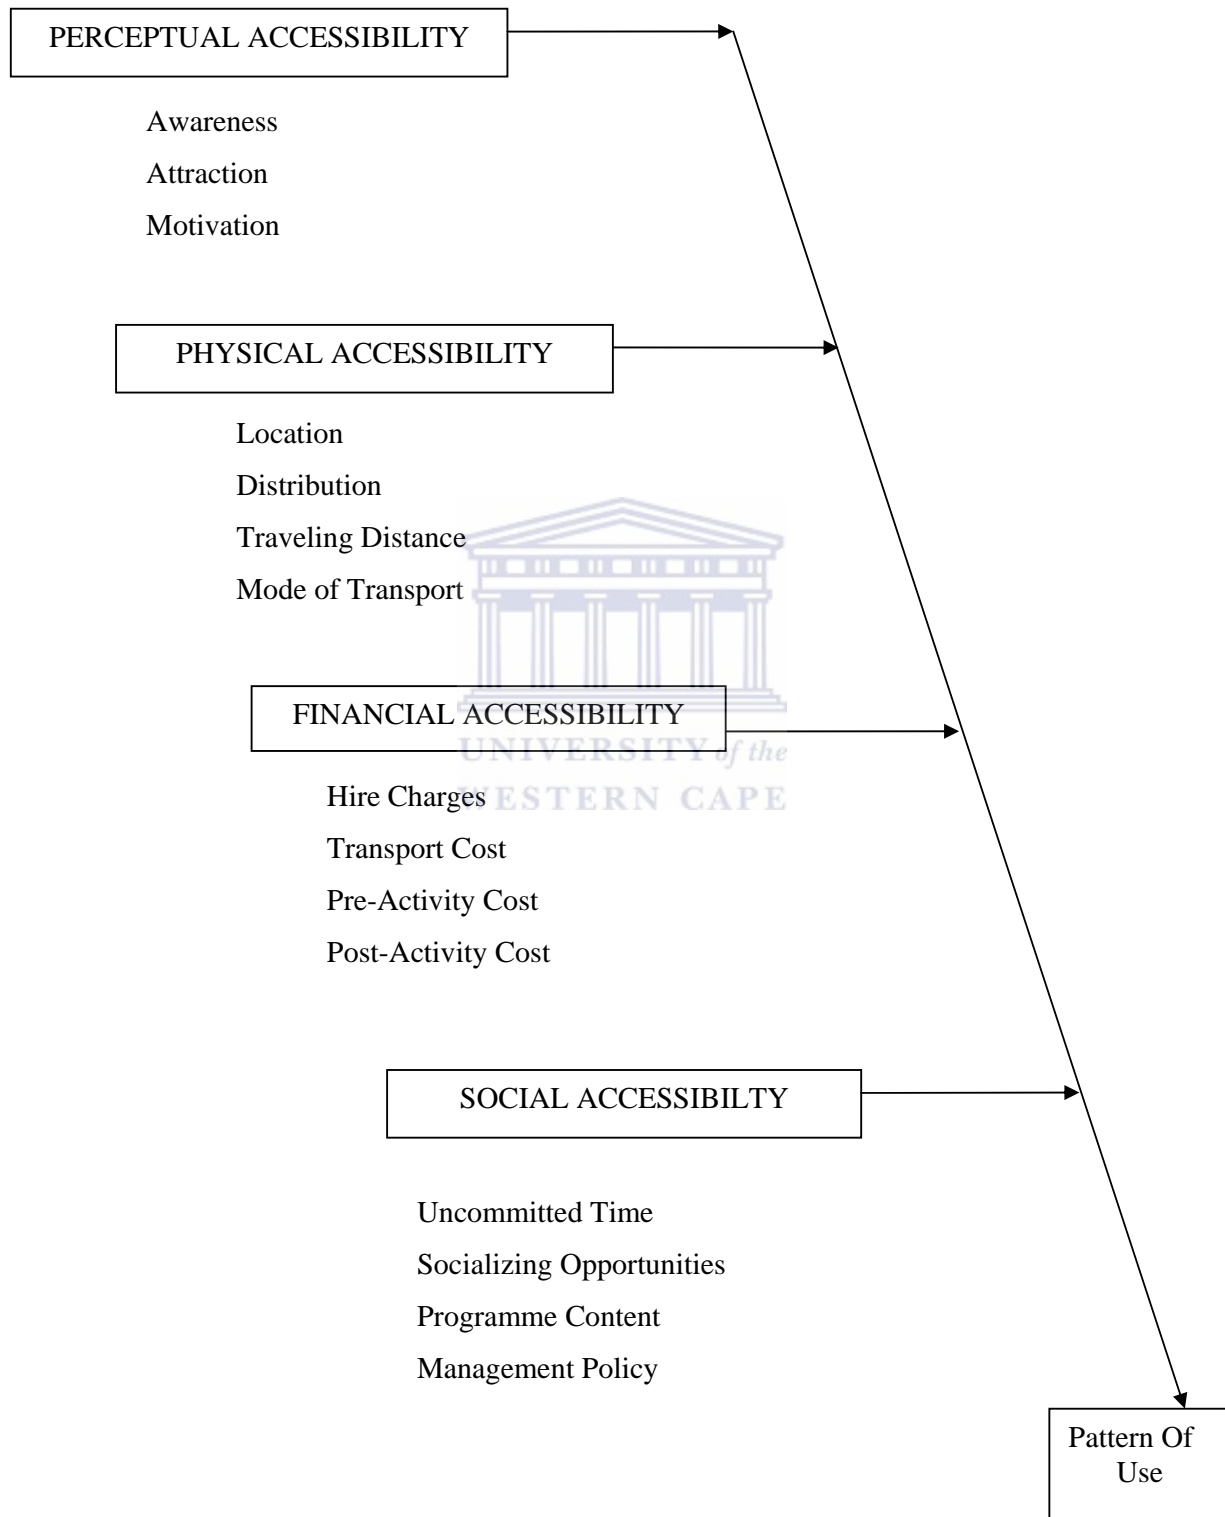 PERCEPTUAL ACCESSIBILITY
Awareness
Attraction
Motivation
PHYSICAL ACCESSIBILITY
Location
Distribution
Traveling Distance
Mode of Transport
FINANCIAL ACCESSIBILITY
UNIVERSITY of the
WESTERN CAPE
Hire Charges
Transport Cost
Pre-Activity Cost
Post-Activity Cost
SOCIAL ACCESSIBILTY
Uncommitted Time
Socializing Opportunities
Programme Content
Management Policy
Pattern Of
Use